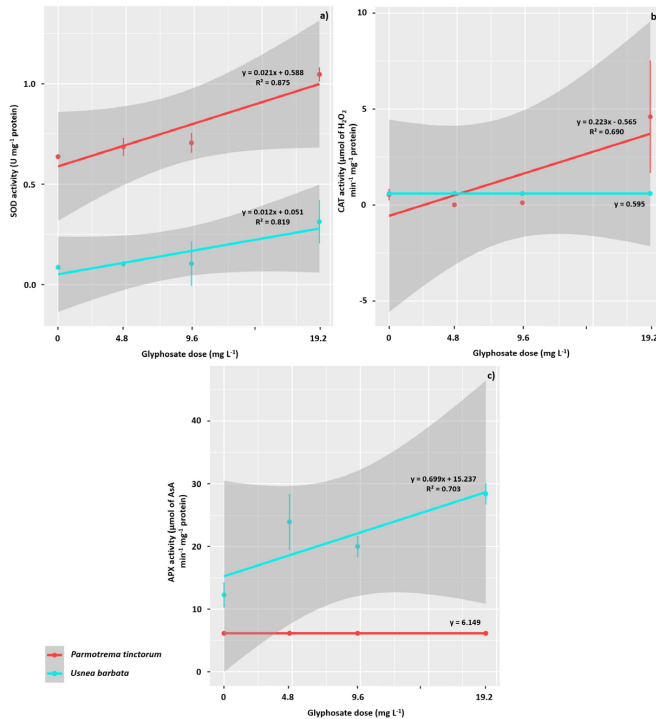 a)
1.0
0.5
0.0
SOD activity (U mg⁻¹ protein)
y = 0.021x + 0.588
R² = 0.875
y = 0.012x + 0.051
R² = 0.819
0 4.8 9.6 19.2
Glyphosate dose (mg L⁻¹)
b
10
5
0
-5
CAT activity (µmol of H₂O₂
min⁻¹ mg⁻¹ protein)
y = 0.223x - 0.565
R² = 0.690
y = 0.595
0 4.8 9.6 19.2
Glyphosate dose (mg L⁻¹)
c)
40
30
20
10
0
APX activity (µmol of AsA
min⁻¹ mg⁻¹ protein)
y = 0.699x + 15.237
R² = 0.703
y = 6.149
0 4.8 9.6 19.2
Glyphosate dose (mg L⁻¹)
Parmotrema tinctorum
Usnea barbata